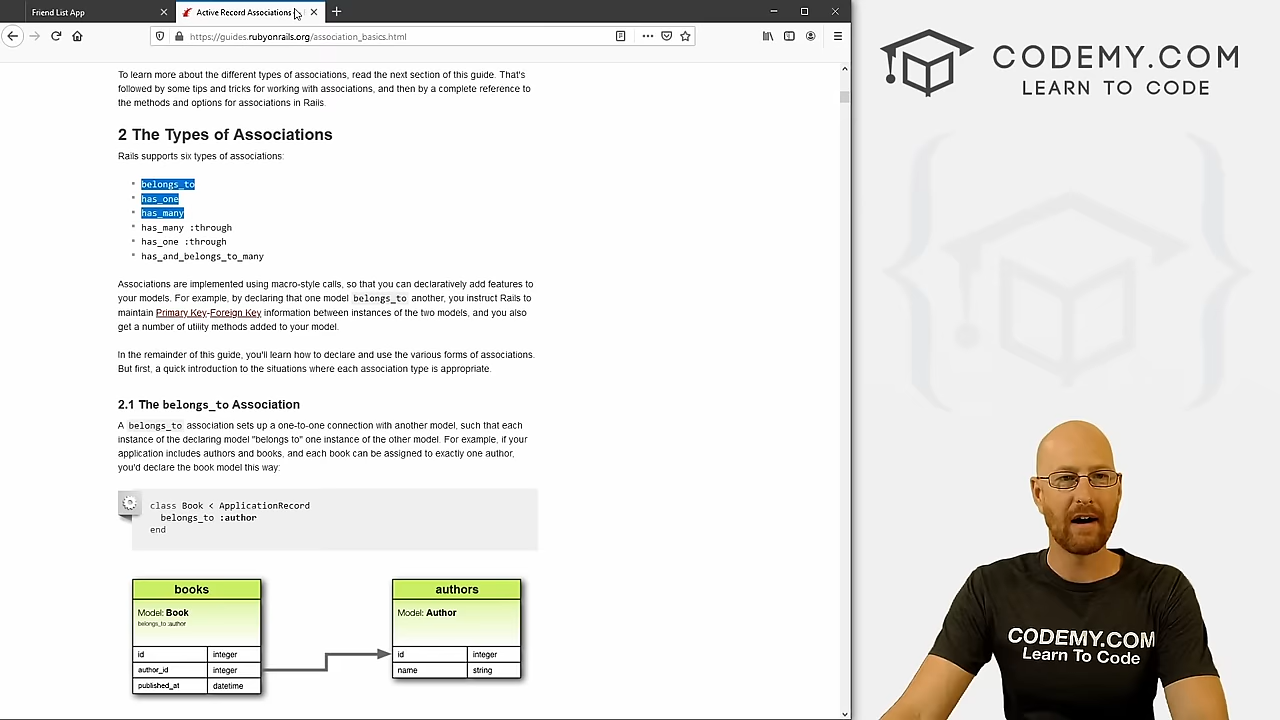 Friend List App
Active Record Associations
https://guides.rubyonrails.org/association_basics.html
To learn more about the different types of associations, read the next section of this guide. That's
followed by some tips and tricks for working with associations, and then by a complete reference to
the methods and options for associations in Rails.
2 The Types of Associations
Rails supports six types of associations:
belongs_to
has_one
has_many
has_many :through
has_one :through
has_and_belongs_to_many
Associations are implemented using macro-style calls, so that you can declaratively add features to
your models. For example, by declaring that one model belongs_to another, you instruct Rails to
maintain Primary Key-Foreign Key information between instances of the two models, and you also
get a number of utility methods added to your model.
In the remainder of this guide, you'll learn how to declare and use the various forms of associations.
But first, a quick introduction to the situations where each association type is appropriate.
2.1 The belongs_to Association
A belongs_to association sets up a one-to-one connection with another model, such that each
instance of the declaring model "belongs to" one instance of the other model. For example, if your
application includes authors and books, and each book can be assigned to exactly one author,
you'd declare the book model this way:
class Book < ApplicationRecord
belongs_to :author
end
books
Model: Book
belongs_to :author
id integer
author_id integer
published_at datetime
authors
Model: Author
id integer
name string
CODEMY.COM
LEARN TO CODE
CODEMY.COM
Learn To Code